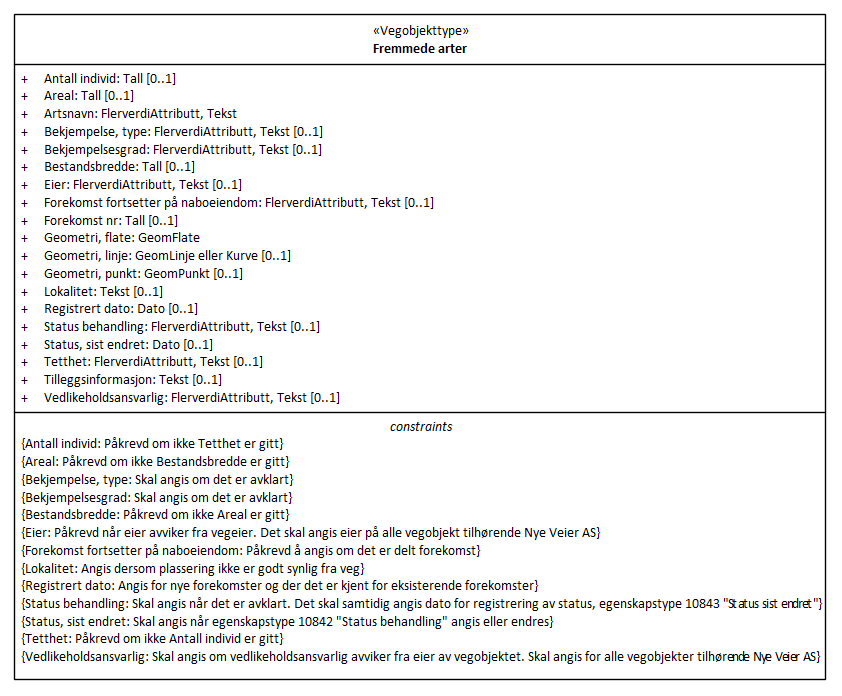 «Vegobjekttype»
Fremmede arter
+ Antall individ: Tall [0..1]
+ Areal: Tall [0..1]
+ Artsnavn: FlerverdiAttributt, Tekst
+ Bekjempelse, type: FlerverdiAttributt, Tekst [0..1]
+ Bekjempelsesgrad: FlerverdiAttributt, Tekst [0..1]
+ Bestandsbredde: Tall [0..1]
+ Eier: FlerverdiAttributt, Tekst [0..1]
+ Forekomst fortsetter på naboeiendom: FlerverdiAttributt, Tekst [0..1]
+ Forekomst nr: Tall [0..1]
+ Geometri, flate: GeomFlate
+ Geometri, linje: GeomLinje eller Kurve [0..1]
+ Geometri, punkt: GeomPunkt [0..1]
+ Lokalitet: Tekst [0..1]
+ Registrert dato: Dato [0..1]
+ Status behandling: FlerverdiAttributt, Tekst [0..1]
+ Status, sist endret: Dato [0..1]
+ Tetthet: FlerverdiAttributt, Tekst [0..1]
+ Tilleggsinformasjon: Tekst [0..1]
+ Vedlikeholdsansvarlig: FlerverdiAttributt, Tekst [0..1]
constraints
{Antall individ: Påkrevd om ikke Tetthet er gitt}
{Areal: Påkrevd om ikke Bestandsbredde er gitt}
{Bekjempelse, type: Skal angis om det er avklart}
{Bekjempelsesgrad: Skal angis om det er avklart}
{Bestandsbredde: Påkrevd om ikke Areal er gitt}
{Eier: Påkrevd når eier avviker fra vegeier. Det skal angis eier på alle vegobjekt tilhørende Nye Veier AS}
{Forekomst fortsetter på naboeiendom: Påkrevd å angis om det er delt forekomst}
{Lokalitet: Angis dersom plassering ikke er godt synlig fra veg}
{Registrert dato: Angis for nye forekomster og der det er kjent for eksisterende forekomster}
{Status behandling: Skal angis når det er avklart. Det skal samtidig angis dato for registrering av status, egenskapstype 10843 "Status sist endret"}
{Status, sist endret: Skal angis når egenskapstype 10842 "Status behandling" angis eller endres}
{Tetthet: Påkrevd om ikke Antall individ er gitt}
{Vedlikeholdsansvarlig: Skal angis om vedlikeholdsansvarlig avviker fra eier av vegobjektet. Skal angis for alle vegobjekter tilhørende Nye Veier AS}